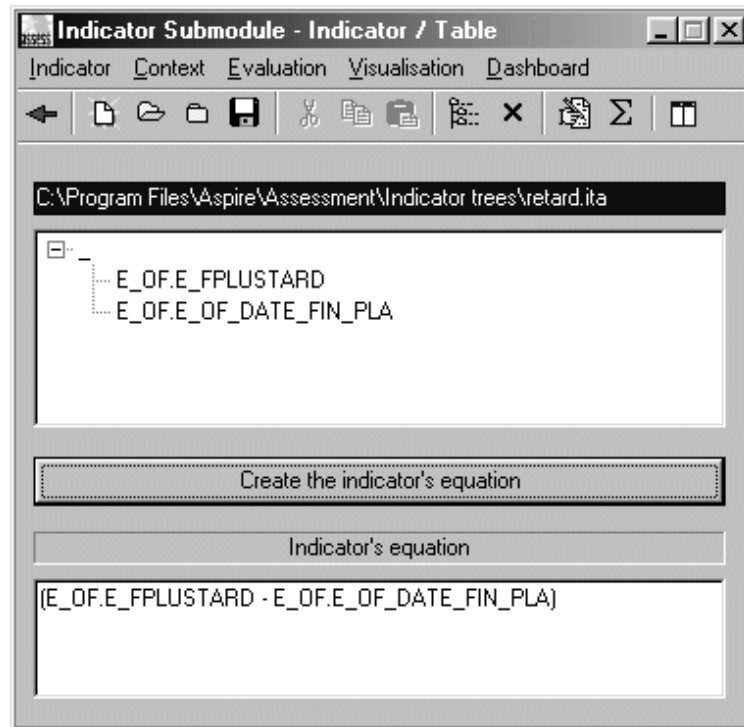 assess Indicator Submodule - Indicator / Table
Indicator Context Evaluation Visualisation Dashboard
C:\Program Files\Aspire\Assessment\Indicator trees\retard.ita
_
E_OF.E_FPLUSTARD
E_OF.E_OF_DATE_FIN_PLA
Create the indicator's equation
Indicator's equation
(E_OF.E_FPLUSTARD - E_OF.E_OF_DATE_FIN_PLA)